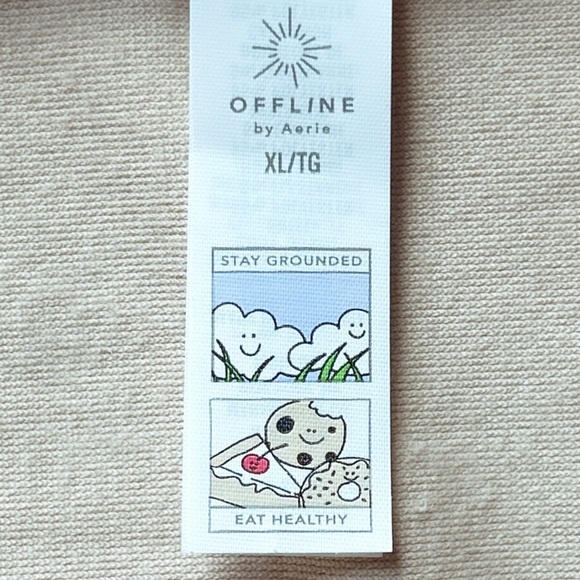 OFFLINE
by Aerie
XL/TG
STAY GROUNDED
EAT HEALTHY